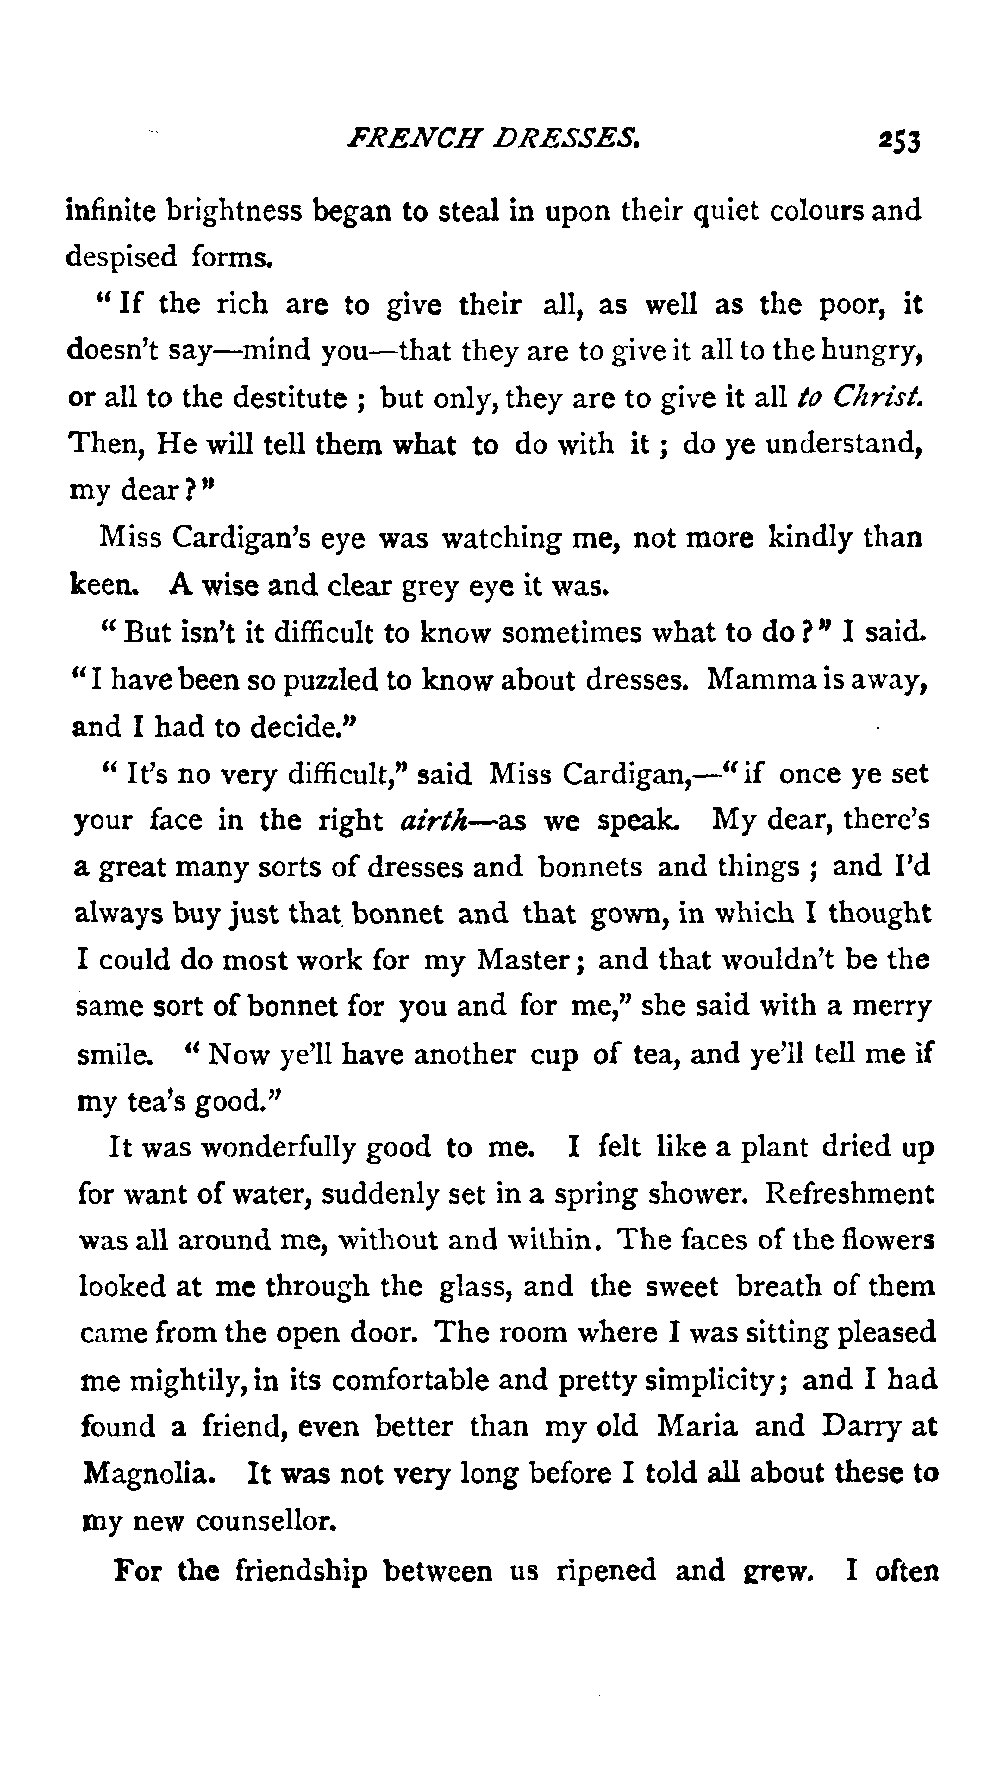 FRENCH DRESSES. 253
infinite brightness began to steal in upon their quiet colours and
despised forms.
"If the rich are to give their all, as well as the poor, it
doesn't say—mind you—that they are to give it all to the hungry,
or all to the destitute ; but only, they are to give it all to Christ.
Then, He will tell them what to do with it ; do ye understand,
my dear?"
Miss Cardigan's eye was watching me, not more kindly than
keen. A wise and clear grey eye it was.
"But isn't it difficult to know sometimes what to do?" I said.
"I have been so puzzled to know about dresses. Mamma is away,
and I had to decide."
"It's no very difficult," said Miss Cardigan,—"if once ye set
your face in the right airth—as we speak. My dear, there's
a great many sorts of dresses and bonnets and things ; and I'd
always buy just that bonnet and that gown, in which I thought
I could do most work for my Master; and that wouldn't be the
same sort of bonnet for you and for me," she said with a merry
smile. "Now ye'll have another cup of tea, and ye'll tell me if
my tea's good."
It was wonderfully good to me. I felt like a plant dried up
for want of water, suddenly set in a spring shower. Refreshment
was all around me, without and within. The faces of the flowers
looked at me through the glass, and the sweet breath of them
came from the open door. The room where I was sitting pleased
me mightily, in its comfortable and pretty simplicity; and I had
found a friend, even better than my old Maria and Darry at
Magnolia. It was not very long before I told all about these to
my new counsellor.
For the friendship between us ripened and grew. I often